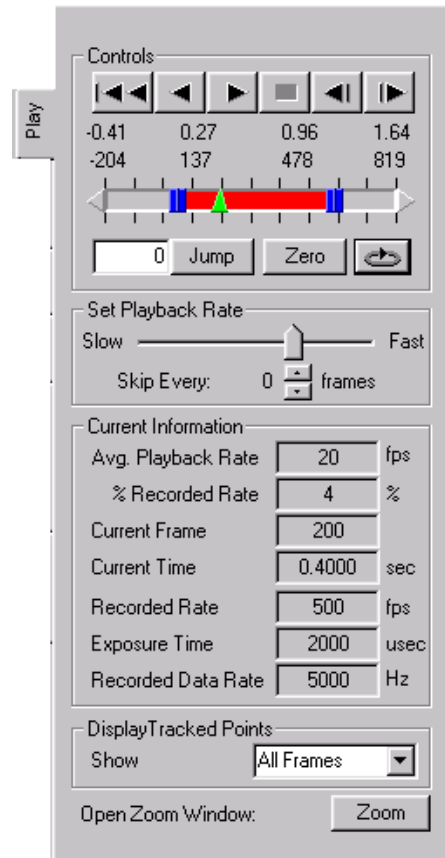 Play
Controls
-0.41 0.27 0.96 1.64
-204 137 478 819
0 Jump Zero
Set Playback Rate
Slow Fast
Skip Every: 0 frames
Current Information
Avg. Playback Rate 20 fps
% Recorded Rate 4 %
Current Frame 200
Current Time 0.4000 sec
Recorded Rate 500 fps
Exposure Time 2000 usec
Recorded Data Rate 5000 Hz
DisplayTracked Points
Show All Frames
Open Zoom Window: Zoom